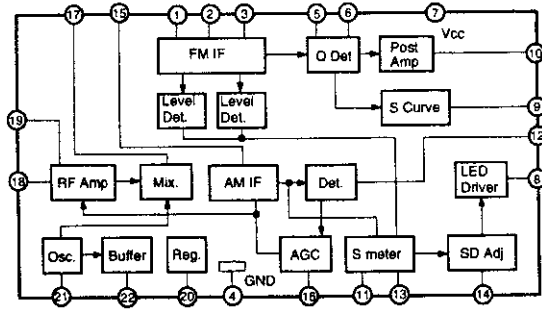 17
15
1
2
3
5
6
7
Vcc
FM IF
Q Det
Post
Amp
10
Level
Det.
Level
Det.
S Curve
9
19
12
18
RF Amp
Mix.
AM IF
Det.
LED
Driver
8
Osc.
Buffer
Reg.
GND
AGC
S meter
SD Adj
21
22
20
4
16
11
13
14